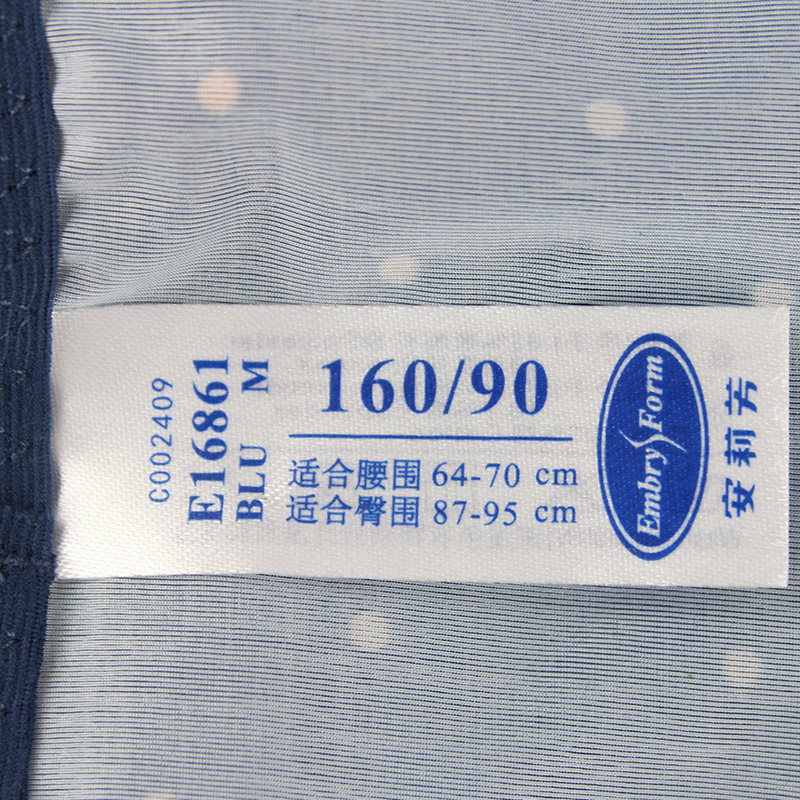 C002409
E16861
BLU M
160/90
适合腰围 64-70 cm
适合臀围 87-95 cm
Embry Form
安莉芳